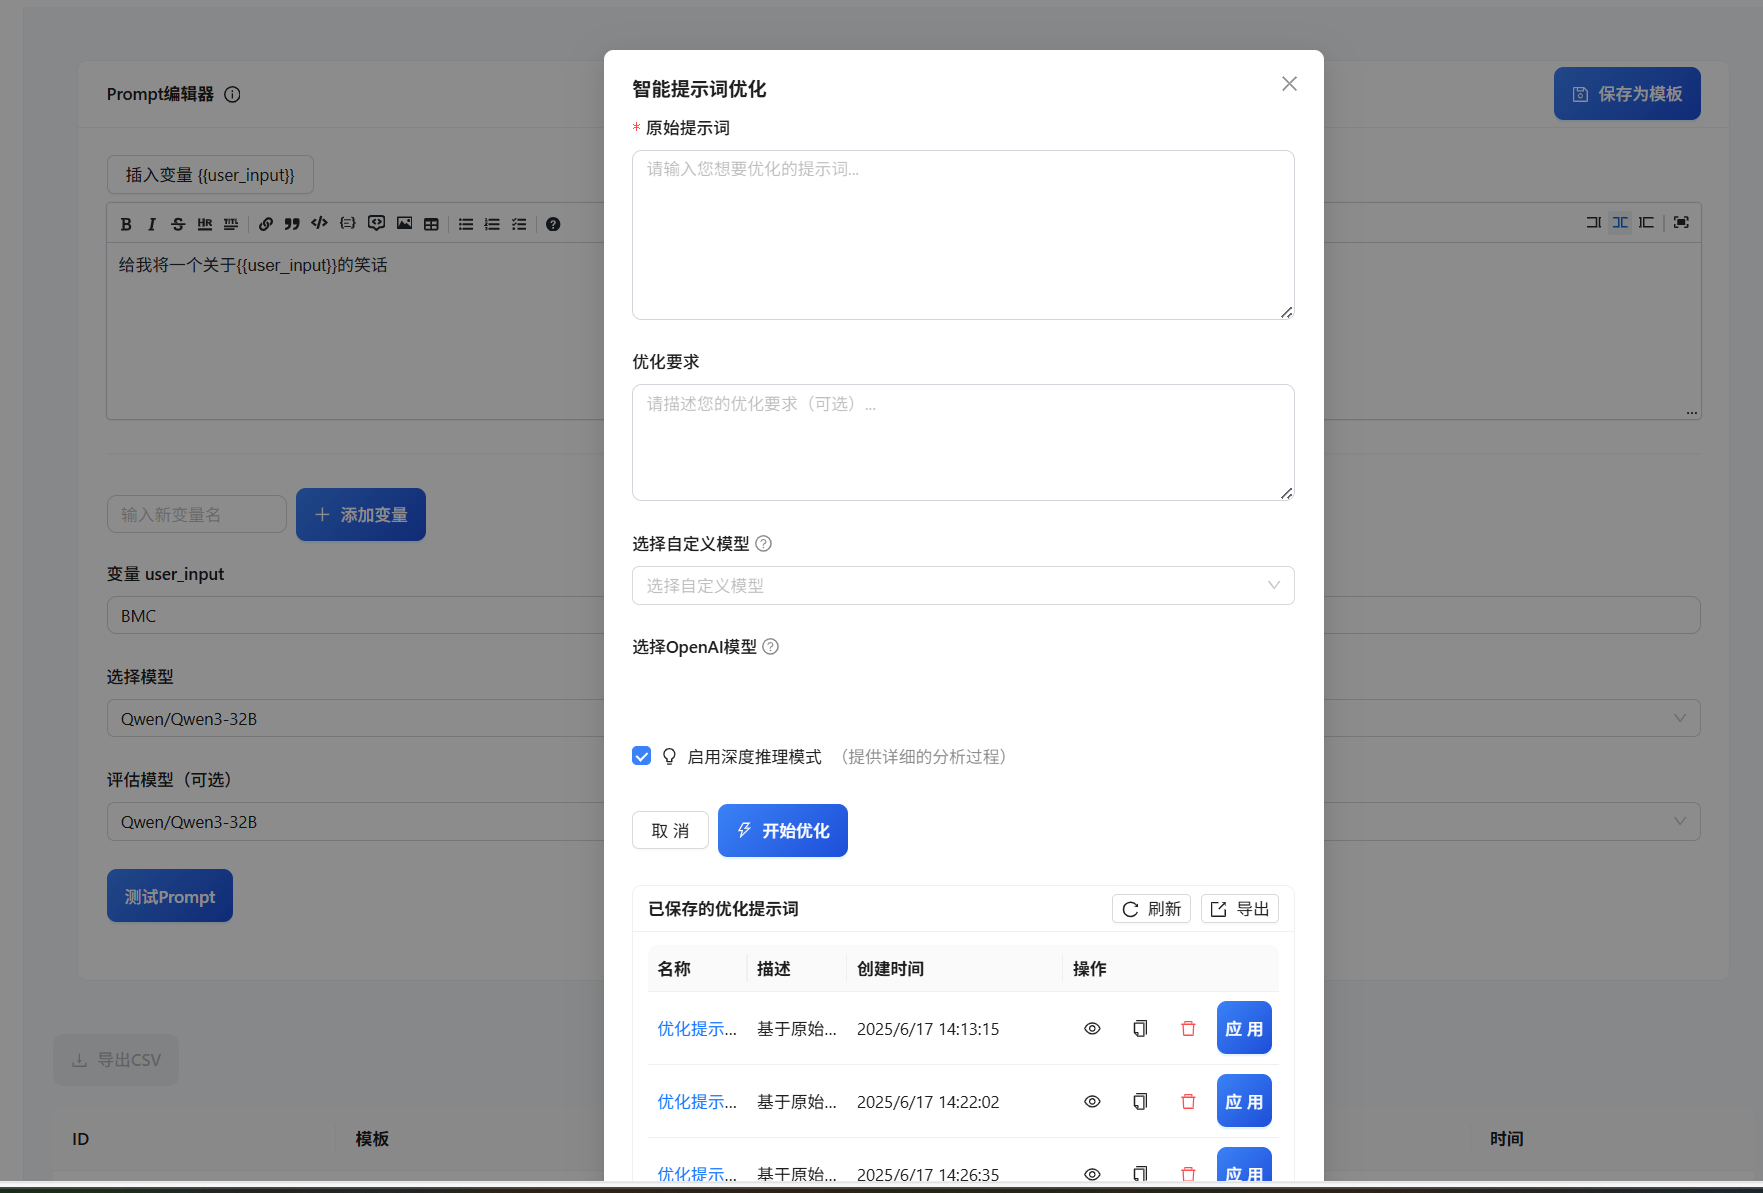 Prompt编辑器
保存为模板
插入变量 {{user_input}}
给我将一个关于{{user_input}}的笑话
输入新变量名
添加变量
变量 user_input
BMC
选择模型
Qwen/Qwen3-32B
评估模型（可选）
Qwen/Qwen3-32B
测试Prompt
导出CSV
ID
模板
时间
智能提示词优化
* 原始提示词
请输入您想要优化的提示词...
优化要求
请描述您的优化要求（可选）...
选择自定义模型
选择自定义模型
选择OpenAI模型
启用深度推理模式 （提供详细的分析过程）
取 消
开始优化
已保存的优化提示词
刷新
导出
名称 描述 创建时间 操作
优化提示... 基于原始... 2025/6/17 14:13:15 应 用
优化提示... 基于原始... 2025/6/17 14:22:02 应 用
优化提示... 基于原始... 2025/6/17 14:26:35 应 用